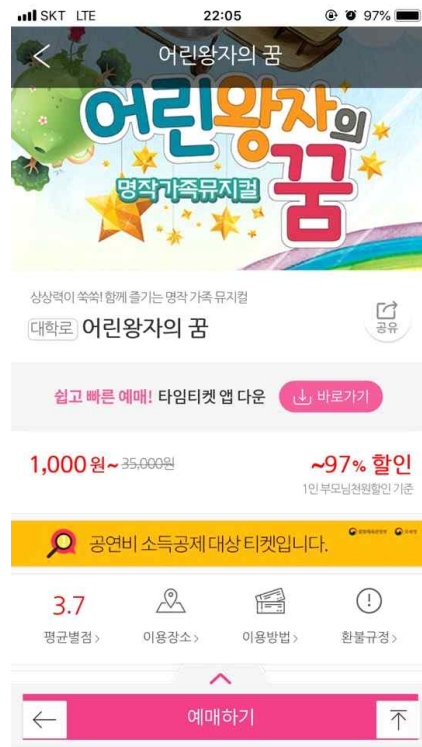 SKT LTE 22:05 97%
어린왕자의 꿈
어린왕자의
꿈
명작가족뮤지컬
상상력이 쑥쑥! 함께 즐기는 명작 가족 뮤지컬
대학로 어린왕자의 꿈
공유
쉽고 빠른 예매! 타임티켓 앱 다운 바로가기
1,000원~ 35,000원 ~97% 할인
1인 부모님천원할인 기준
공연비 소득공제 대상 티켓입니다.
3.7
평균별점 이용장소 이용방법 환불규정
예매하기